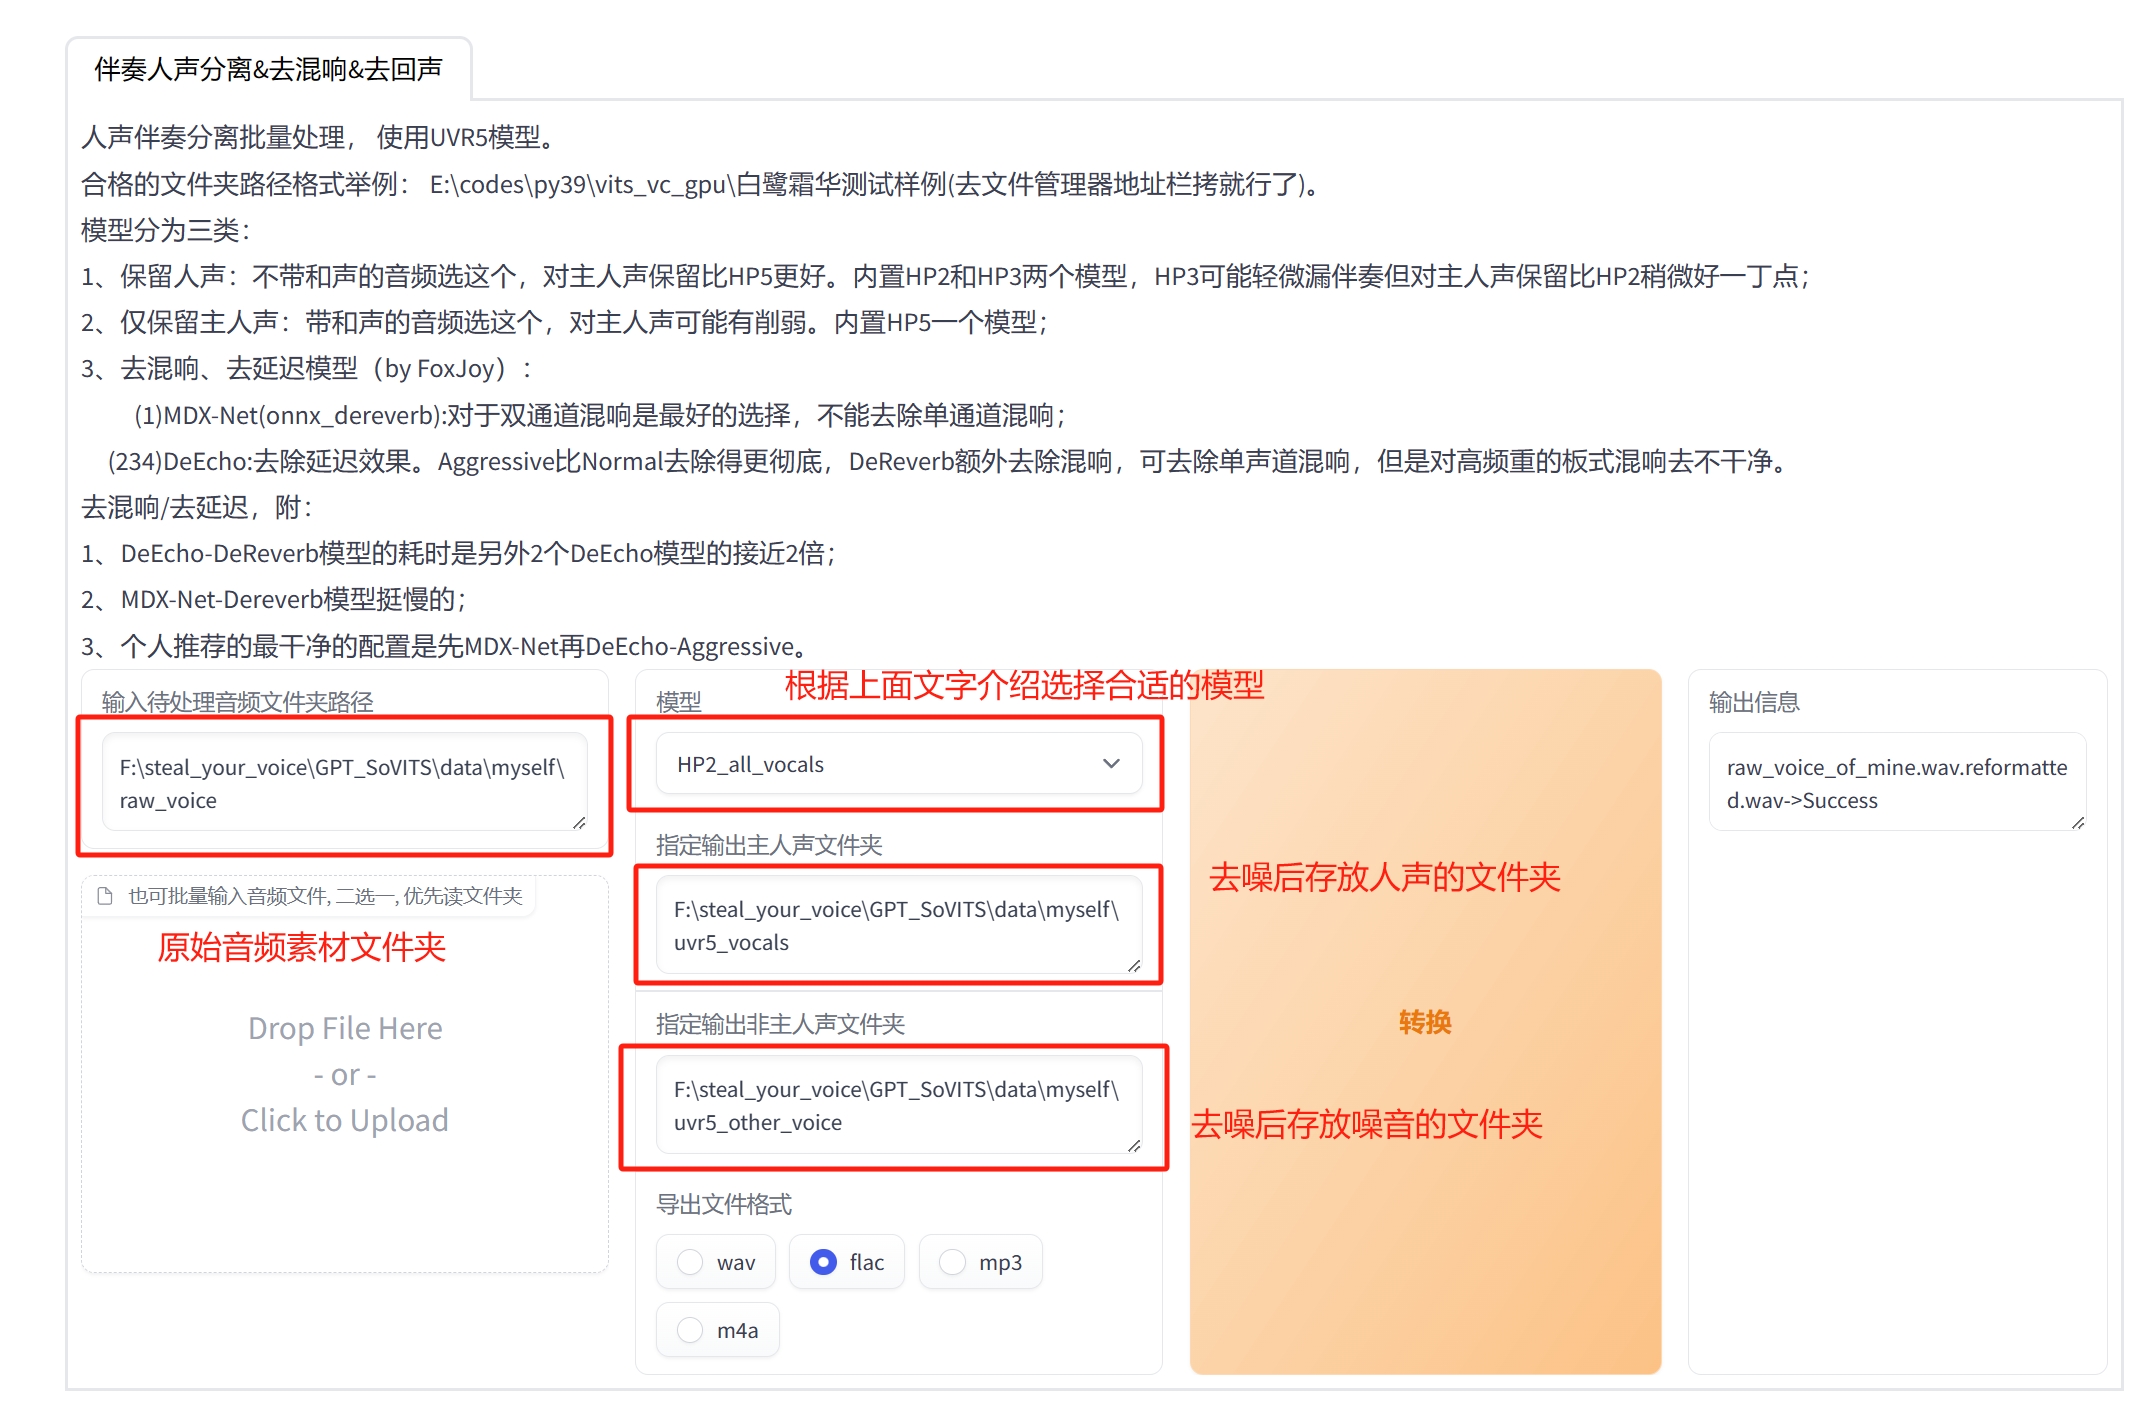 伴奏人声分离&去混响&去回声
人声伴奏分离批量处理， 使用UVR5模型。
合格的文件夹路径格式举例： E:\codes\py39\vits_vc_gpu\白鹭霜华测试样例(去文件管理器地址栏拷就行了)。
模型分为三类：
1、保留人声：不带和声的音频选这个，对主人声保留比HP5更好。内置HP2和HP3两个模型，HP3可能轻微漏伴奏但对主人声保留比HP2稍微好一丁点；
2、仅保留主人声：带和声的音频选这个，对主人声可能有削弱。内置HP5一个模型；
3、去混响、去延迟模型（by FoxJoy）：
(1)MDX-Net(onnx_dereverb):对于双通道混响是最好的选择，不能去除单通道混响；
(234)DeEcho:去除延迟效果。Aggressive比Normal去除得更彻底，DeReverb额外去除混响，可去除单声道混响，但是对高频重的板式混响去不干净。
去混响/去延迟，附：
1、DeEcho-DeReverb模型的耗时是另外2个DeEcho模型的接近2倍；
2、MDX-Net-Dereverb模型挺慢的；
3、个人推荐的最干净的配置是先MDX-Net再DeEcho-Aggressive。
输入待处理音频文件夹路径
F:\steal_your_voice\GPT_SoVITS\data\myself\
raw_voice
也可批量输入音频文件, 二选一, 优先读文件夹
原始音频素材文件夹
Drop File Here
- or -
Click to Upload
模型
根据上面文字介绍选择合适的模型
HP2_all_vocals
指定输出主人声文件夹
F:\steal_your_voice\GPT_SoVITS\data\myself\
uvr5_vocals
去噪后存放人声的文件夹
指定输出非主人声文件夹
F:\steal_your_voice\GPT_SoVITS\data\myself\
uvr5_other_voice
去噪后存放噪音的文件夹
导出文件格式
wav
flac
mp3
m4a
转换
输出信息
raw_voice_of_mine.wav.reformatte
d.wav->Success